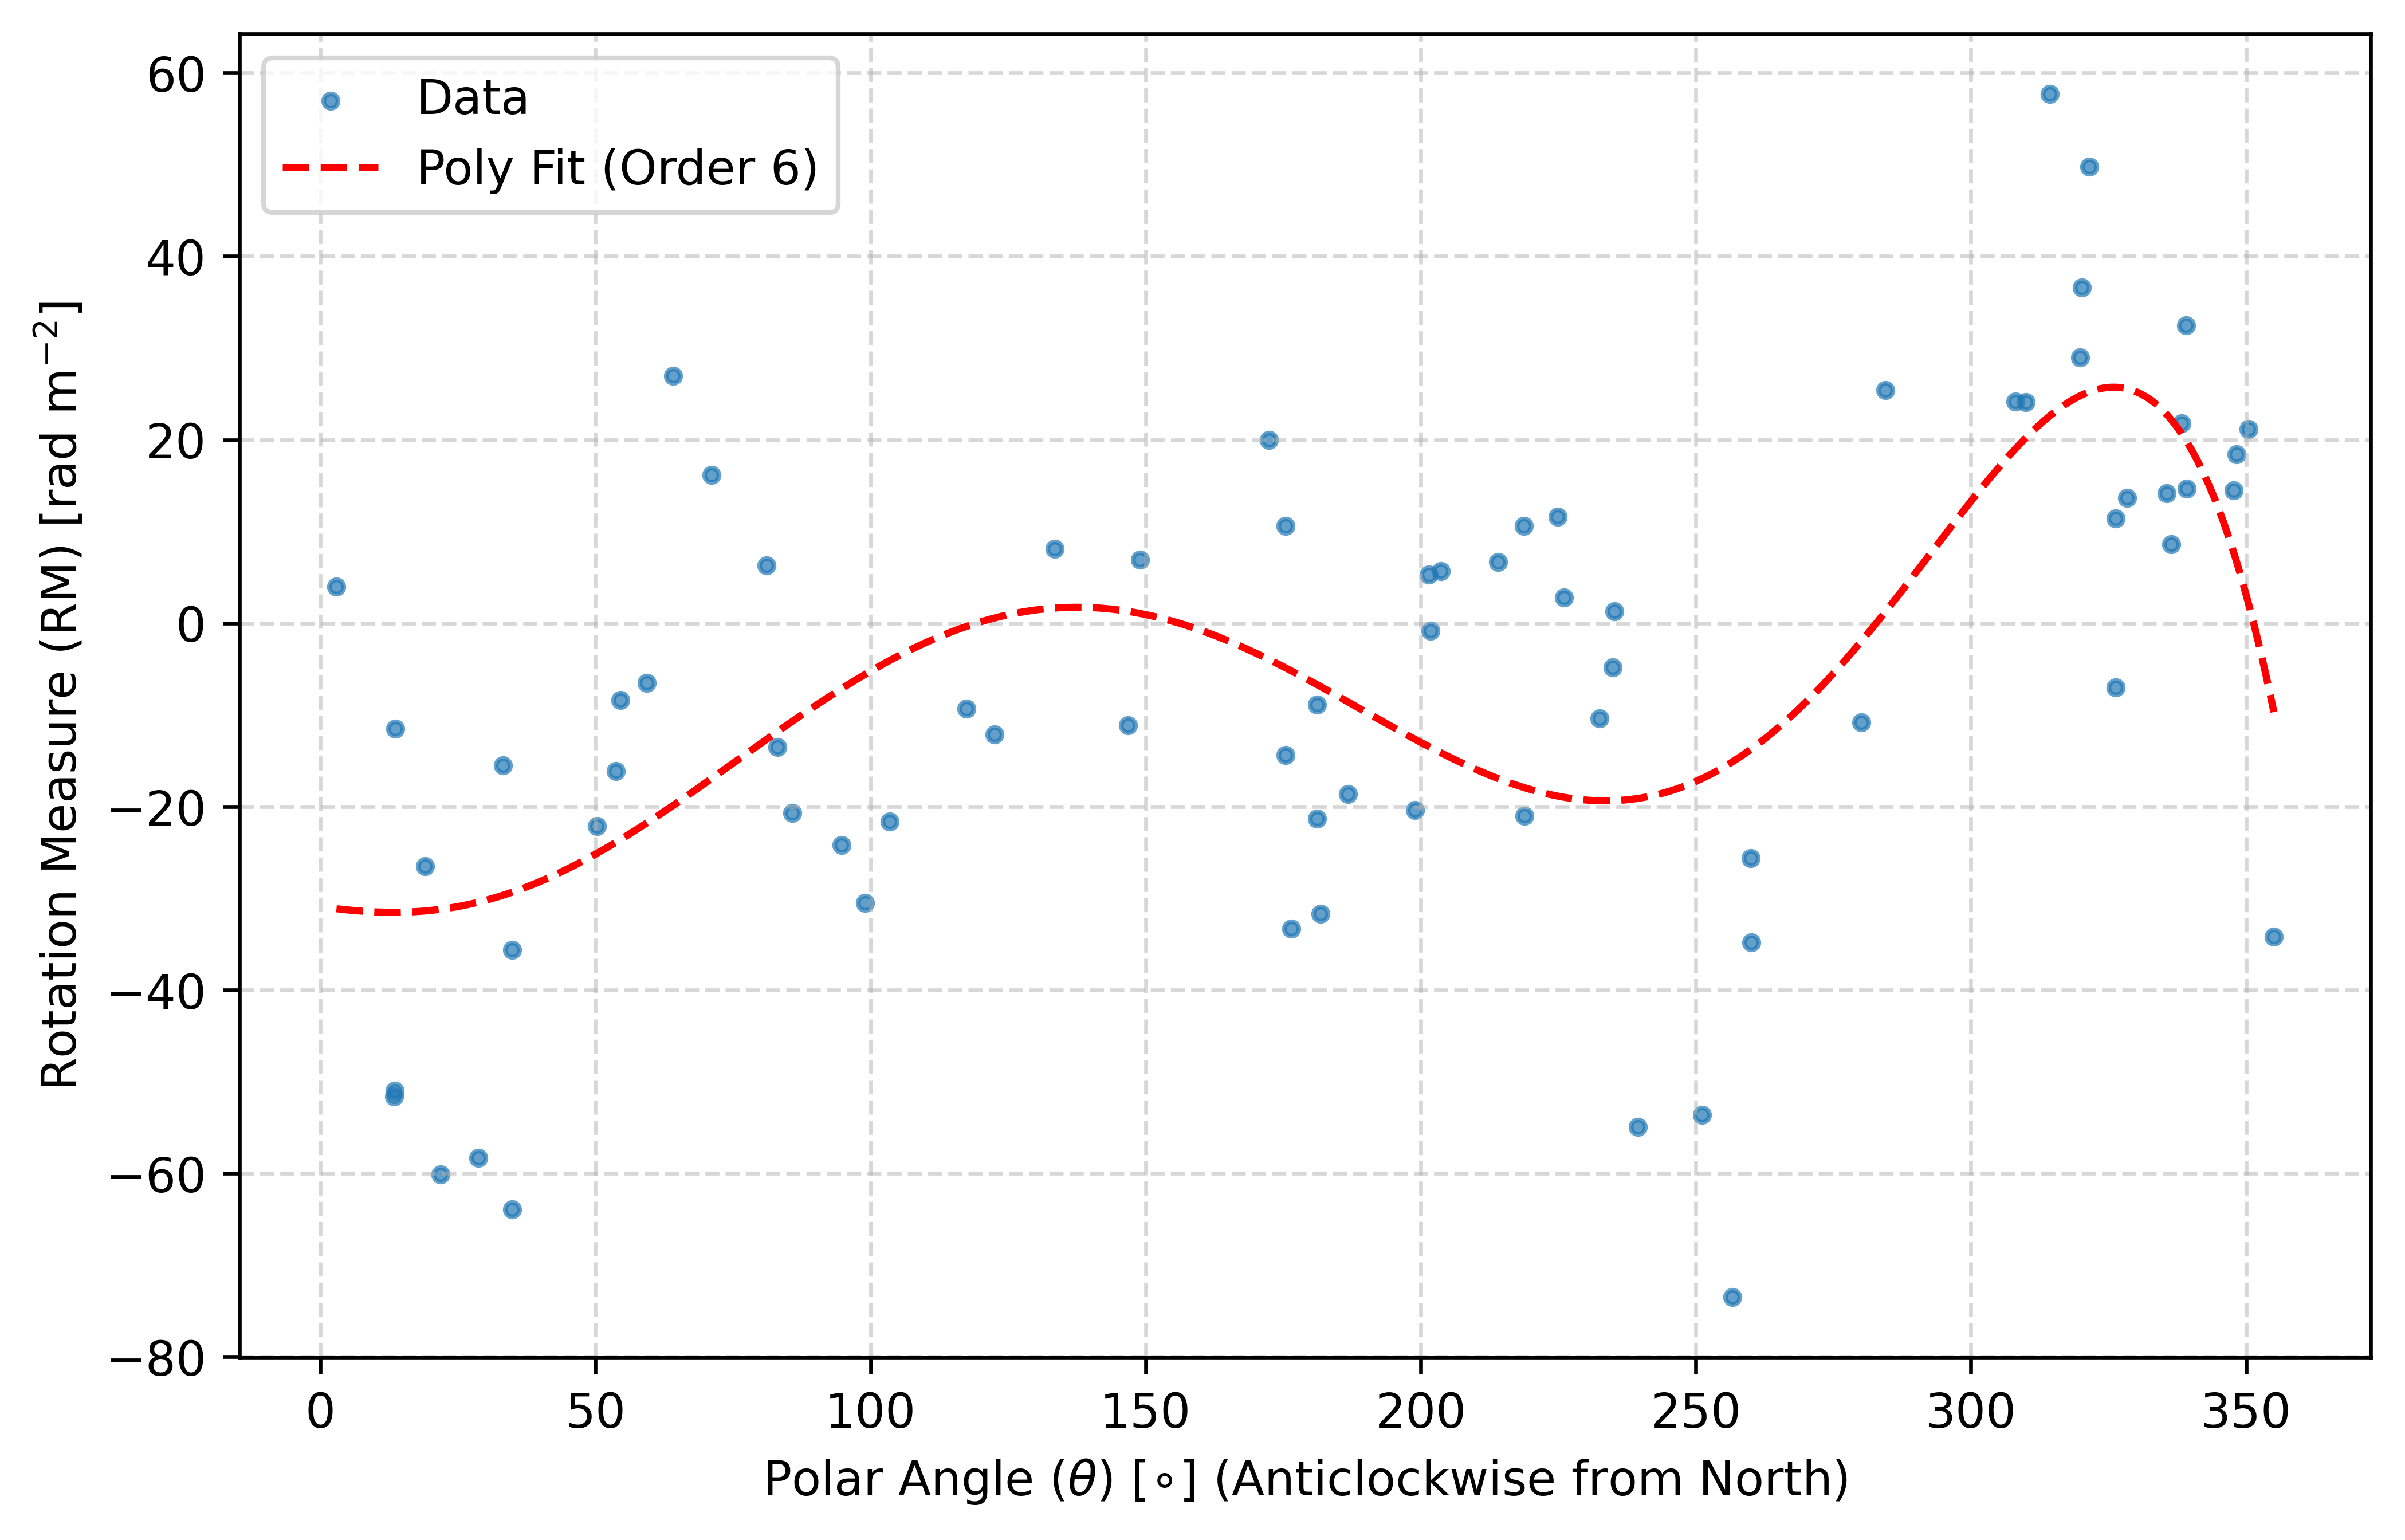 Data
Poly Fit (Order 6)
60
40
20
0
−20
−40
−60
−80
Rotation Measure (RM) [rad m⁻²]
0 50 100 150 200 250 300 350
Polar Angle (θ) [∘] (Anticlockwise from North)